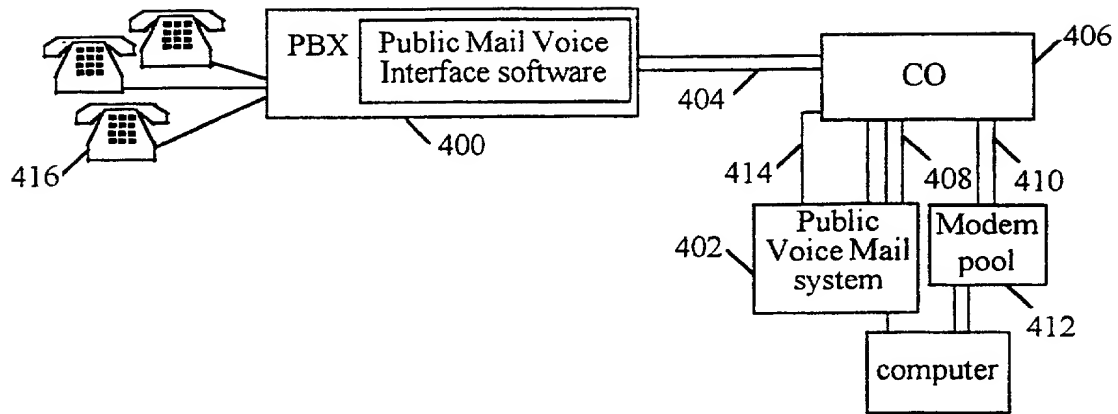 PBX
Public Mail Voice
Interface software
CO
406
404
400
416
414
408
410
402
Public
Voice Mail
system
Modem
pool
412
computer